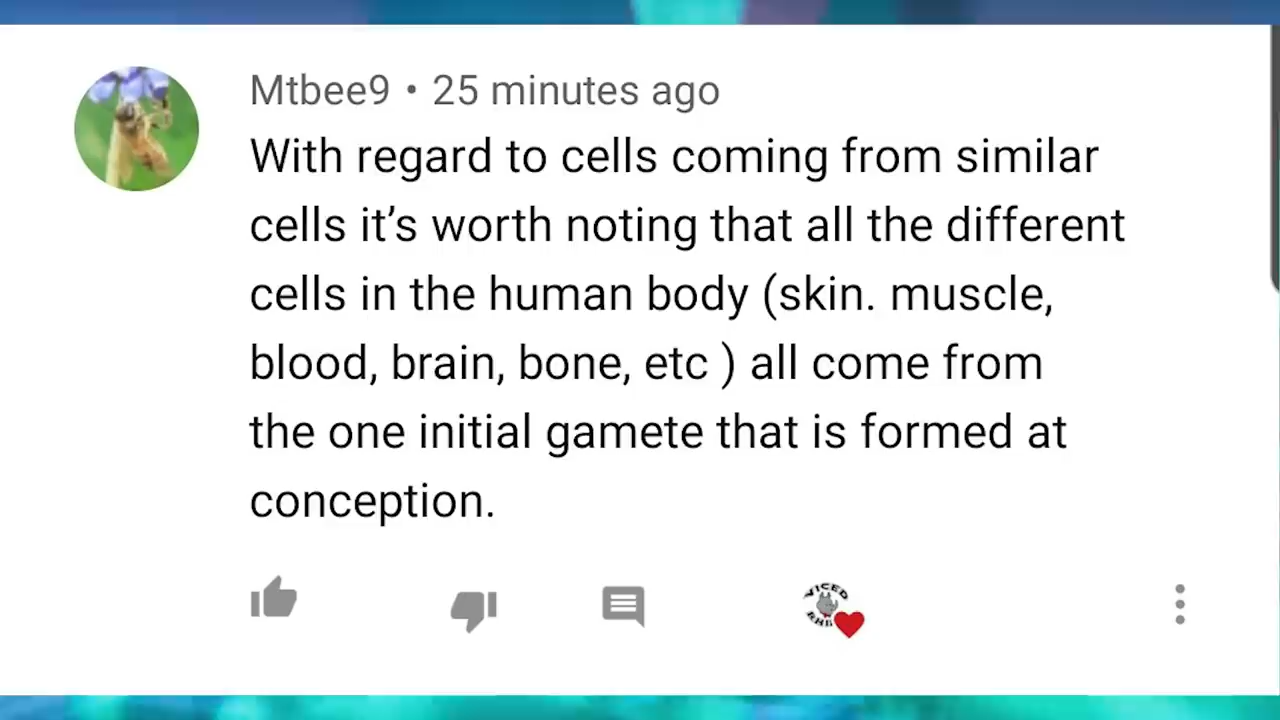 Mtbee9 • 25 minutes ago
With regard to cells coming from similar
cells it’s worth noting that all the different
cells in the human body (skin. muscle,
blood, brain, bone, etc ) all come from
the one initial gamete that is formed at
conception.
VICED